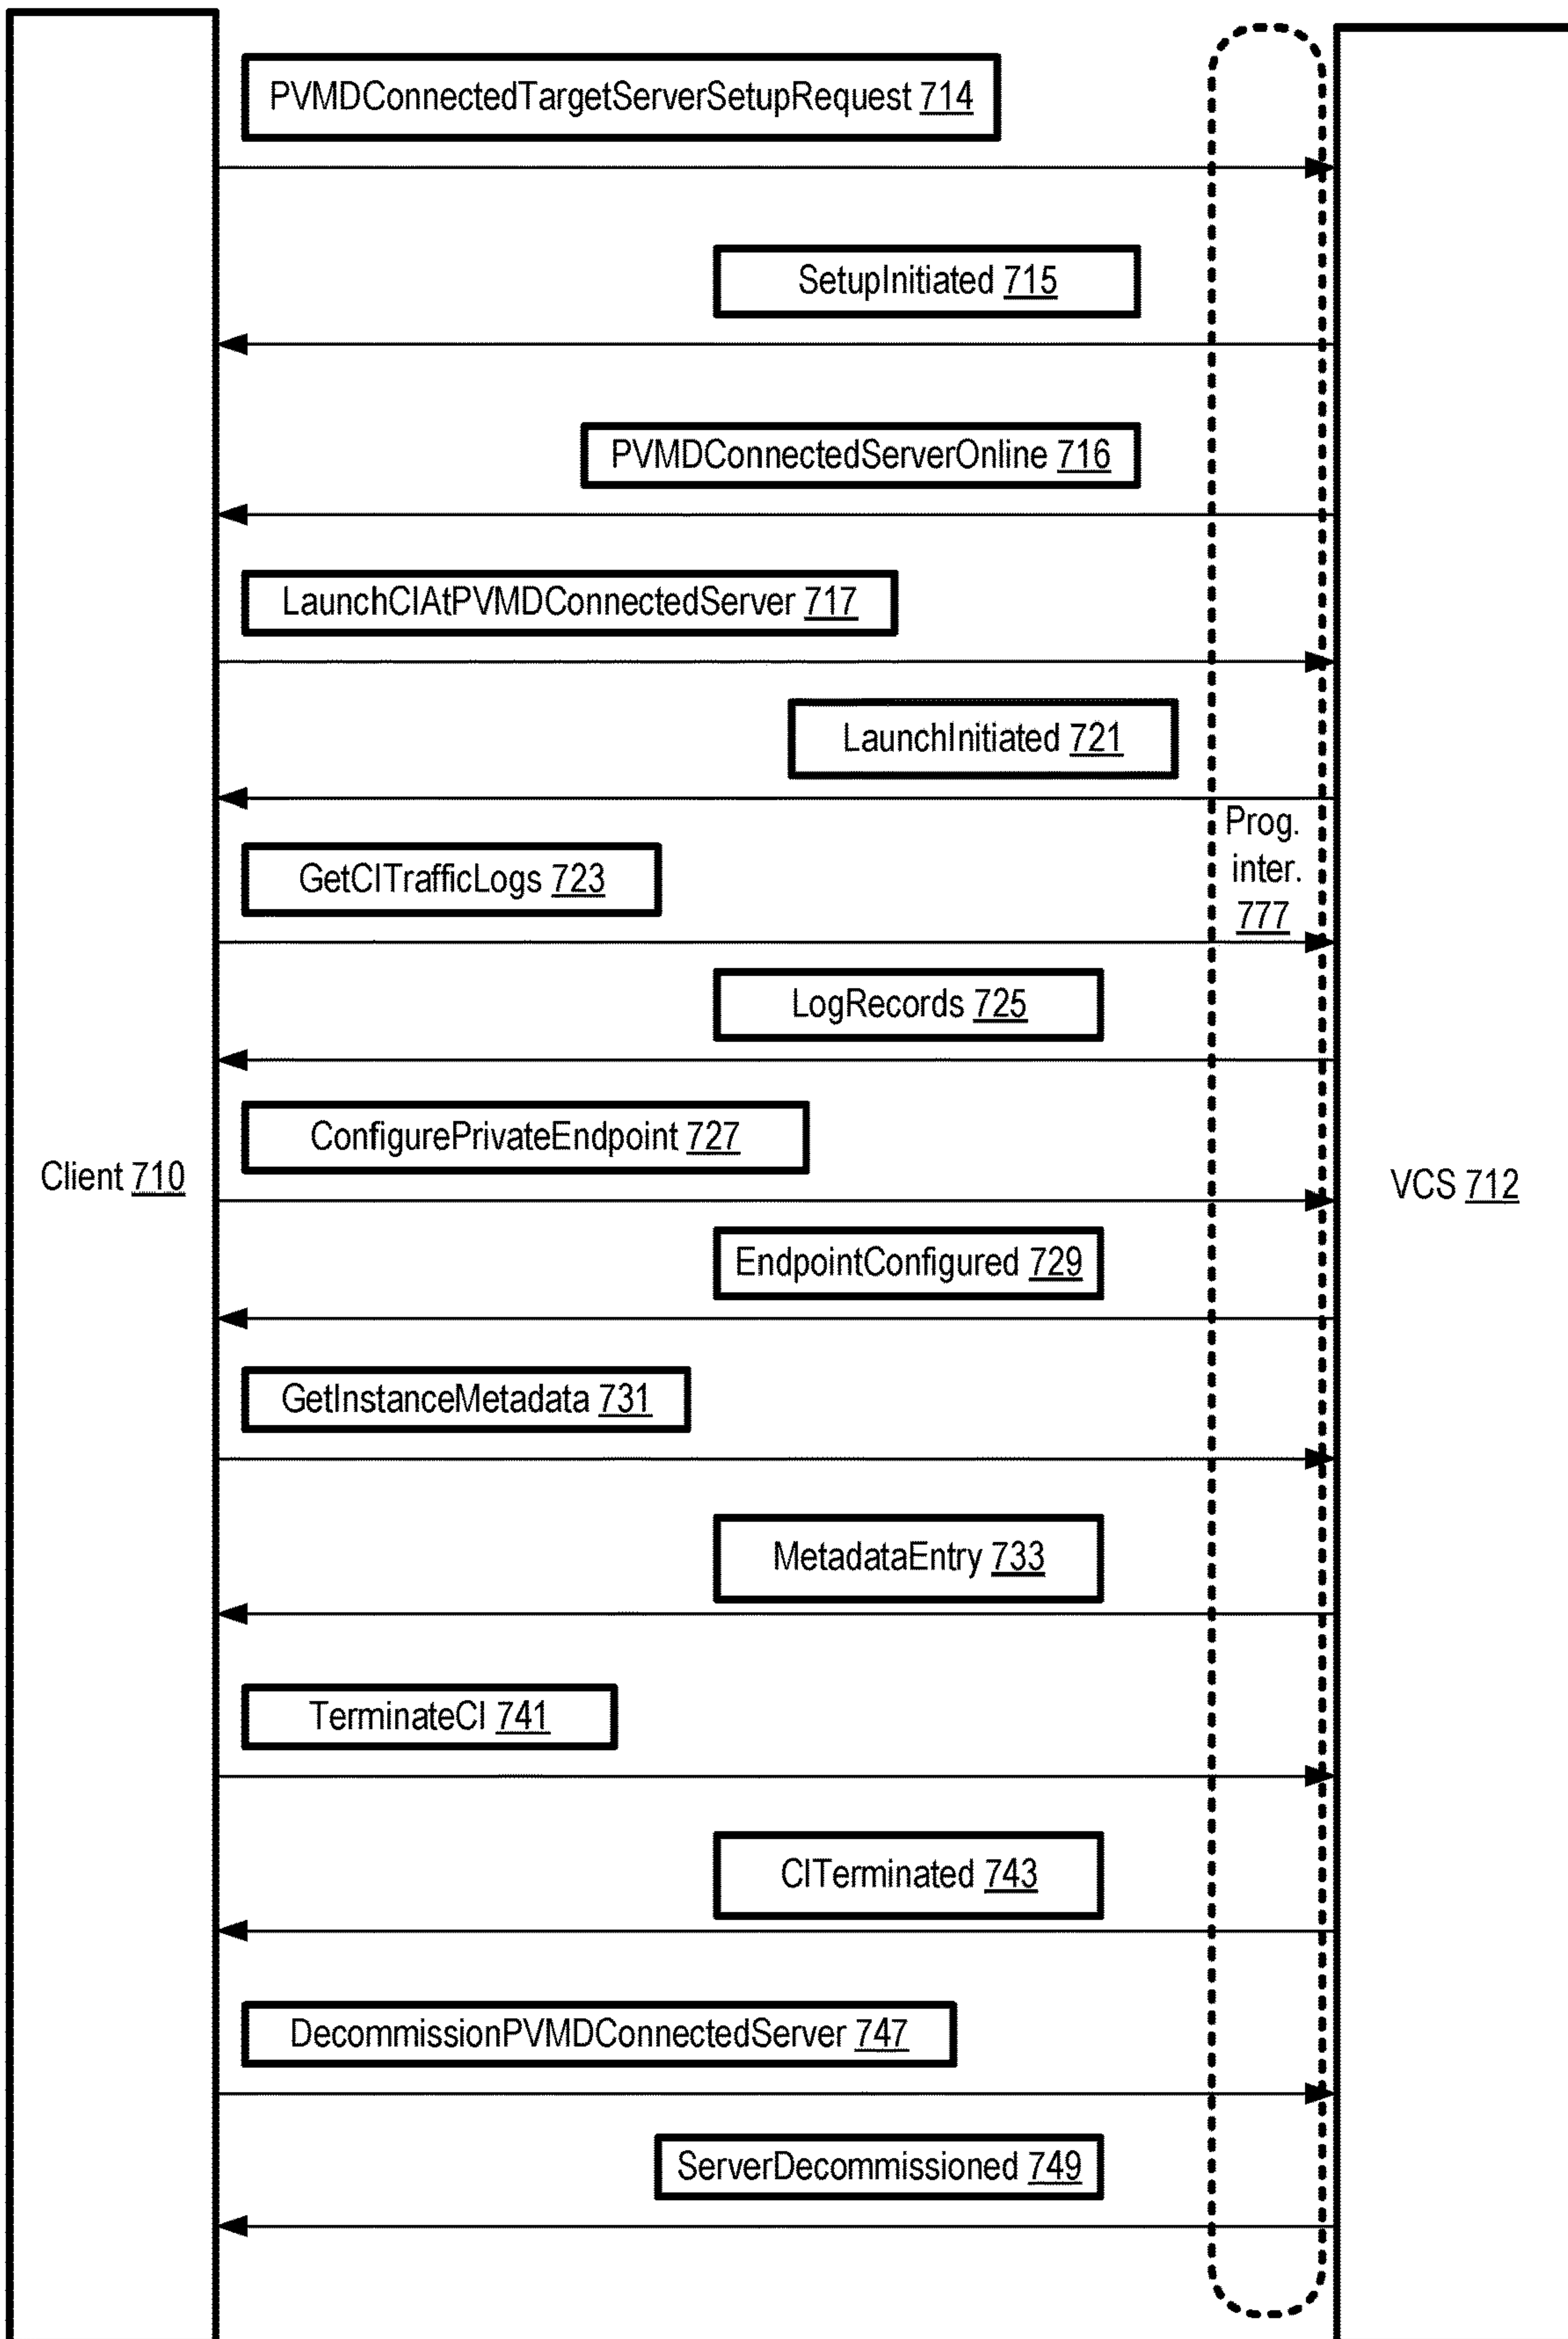 PVMDConnectedTargetServerSetupRequest 714
SetupInitiated 715
PVMDConnectedServerOnline 716
LaunchCIAtPVMDConnectedServer 717
LaunchInitiated 721
Prog.
inter.
777
GetCITrafficLogs 723
LogRecords 725
ConfigurePrivateEndpoint 727
Client 710
VCS 712
EndpointConfigured 729
GetInstanceMetadata 731
MetadataEntry 733
TerminateCI 741
CITerminated 743
DecommissionPVMDConnectedServer 747
ServerDecommissioned 749